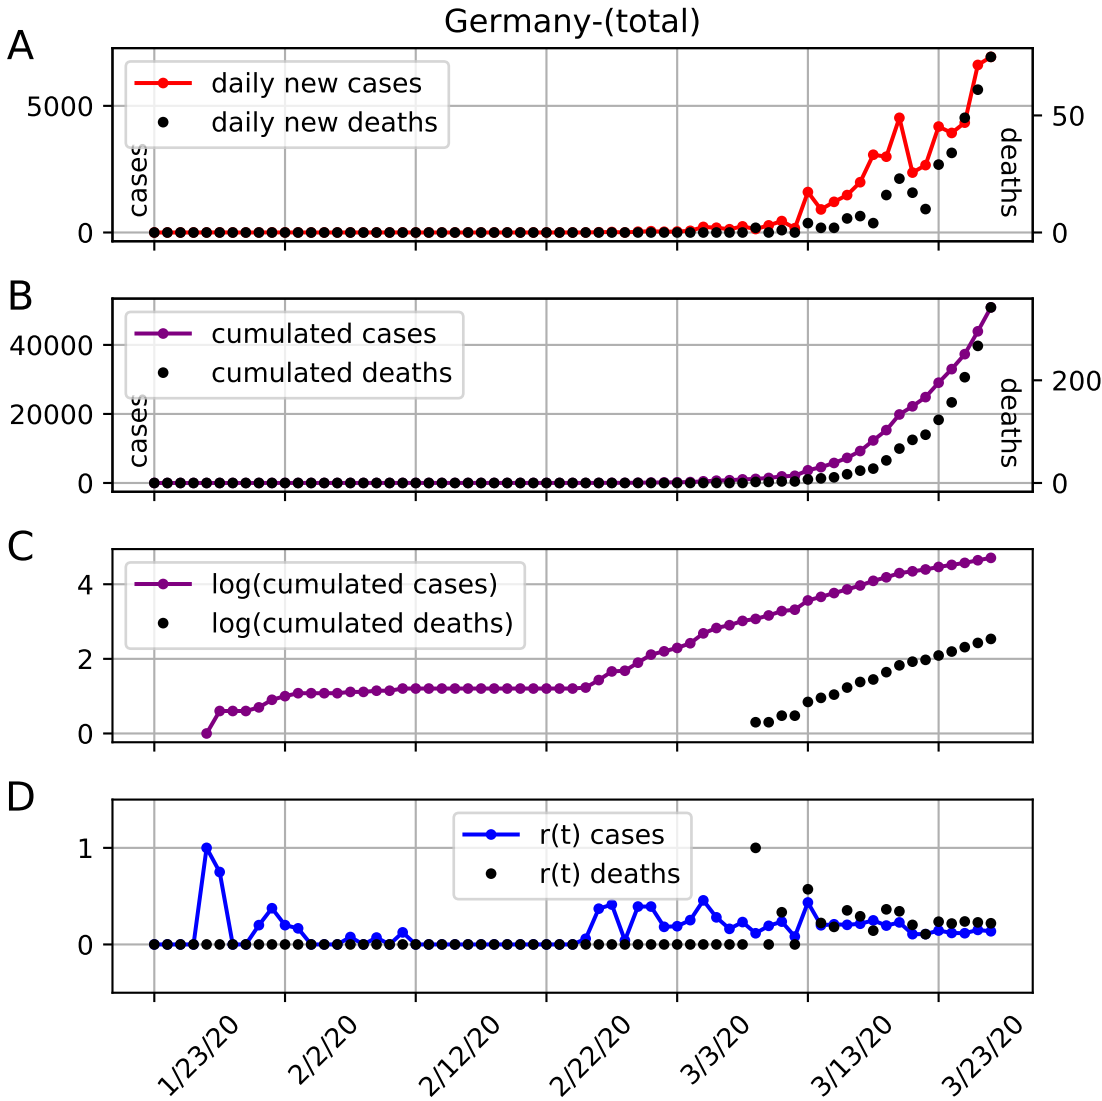 Germany-(total)
A
daily new cases
daily new deaths
5000
0
cases
50
0
deaths
B
cumulated cases
cumulated deaths
40000
20000
0
cases
200
0
deaths
C
log(cumulated cases)
log(cumulated deaths)
4
2
0
D
r(t) cases
r(t) deaths
1
0
1/23/20
2/2/20
2/12/20
2/22/20
3/3/20
3/13/20
3/23/20